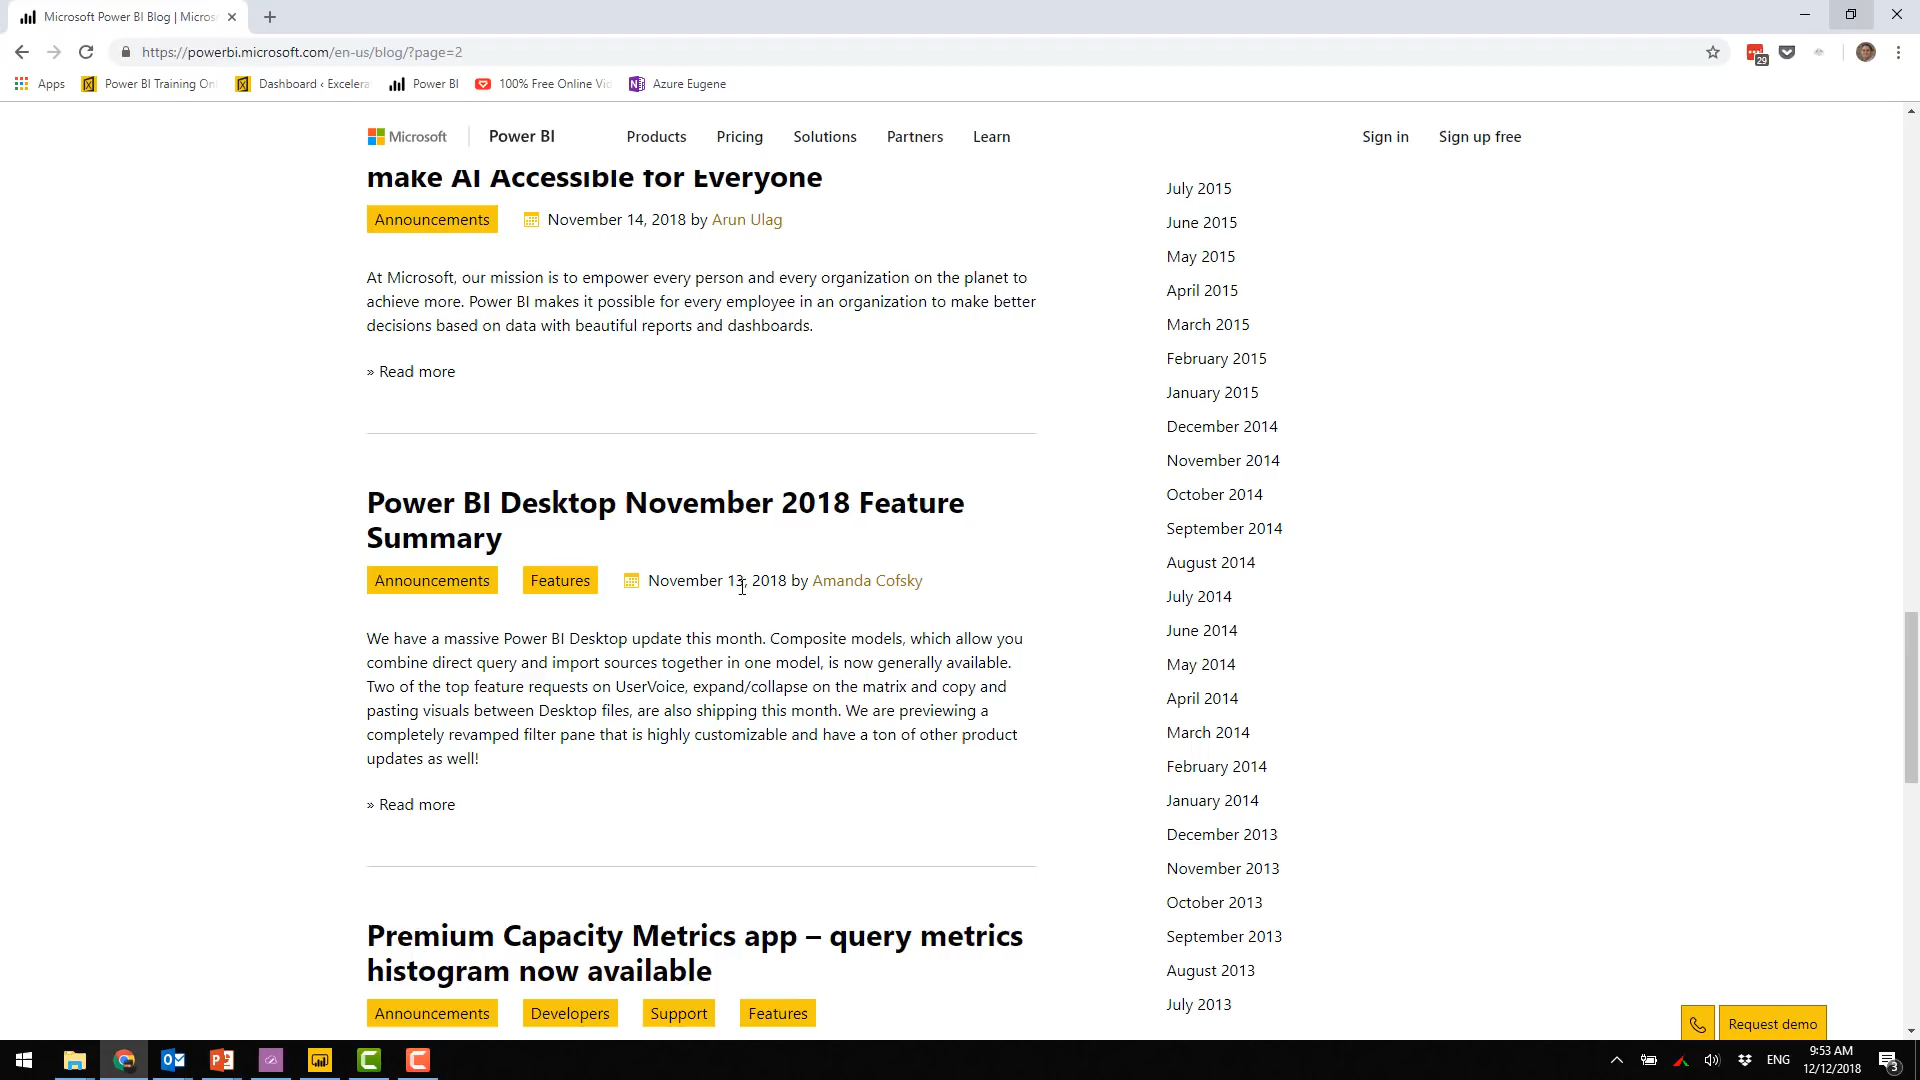 Microsoft Power BI Blog | Micros
https://powerbi.microsoft.com/en-us/blog/?page=2
29
Apps
Power BI Training Onl
Dashboard ‹ Excelera
Power BI
100% Free Online Vid
Azure Eugene
Microsoft
Power BI
Products
Pricing
Solutions
Partners
Learn
Sign in
Sign up free
make AI Accessible for Everyone
Announcements
November 14, 2018 by Arun Ulag
At Microsoft, our mission is to empower every person and every organization on the planet to
achieve more. Power BI makes it possible for every employee in an organization to make better
decisions based on data with beautiful reports and dashboards.
» Read more
Power BI Desktop November 2018 Feature
Summary
Announcements
Features
November 13, 2018 by Amanda Cofsky
We have a massive Power BI Desktop update this month. Composite models, which allow you
combine direct query and import sources together in one model, is now generally available.
Two of the top feature requests on UserVoice, expand/collapse on the matrix and copy and
pasting visuals between Desktop files, are also shipping this month. We are previewing a
completely revamped filter pane that is highly customizable and have a ton of other product
updates as well!
» Read more
Premium Capacity Metrics app – query metrics
histogram now available
Announcements
Developers
Support
Features
July 2015
June 2015
May 2015
April 2015
March 2015
February 2015
January 2015
December 2014
November 2014
October 2014
September 2014
August 2014
July 2014
June 2014
May 2014
April 2014
March 2014
February 2014
January 2014
December 2013
November 2013
October 2013
September 2013
August 2013
July 2013
Request demo
ENG
9:53 AM
12/12/2018
3